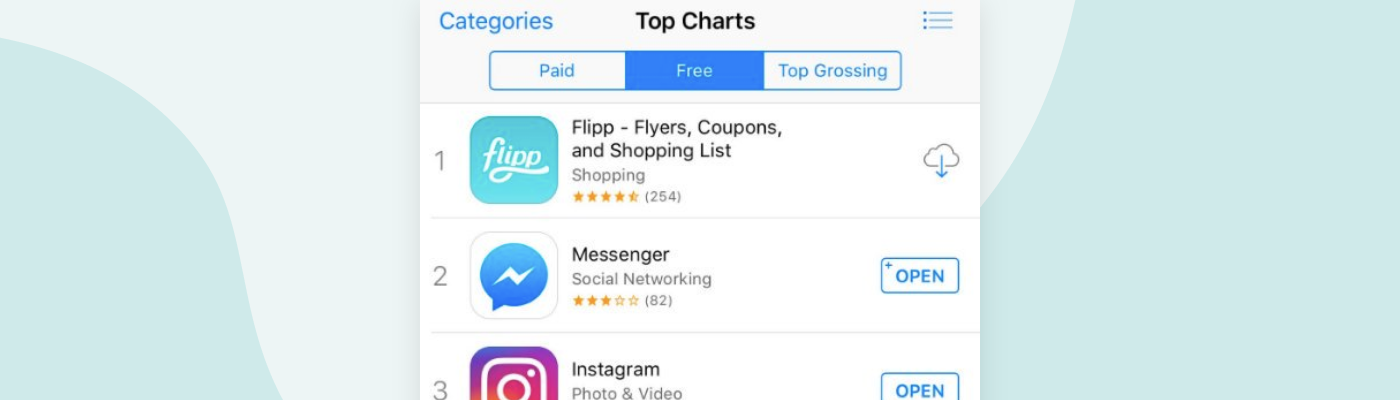 Categories Top Charts
Paid Free Top Grossing
1
flipp
Flipp - Flyers, Coupons,
and Shopping List
Shopping
(254)
2
Messenger
Social Networking
(82)
+ OPEN
3
Instagram
Photo & Video
OPEN